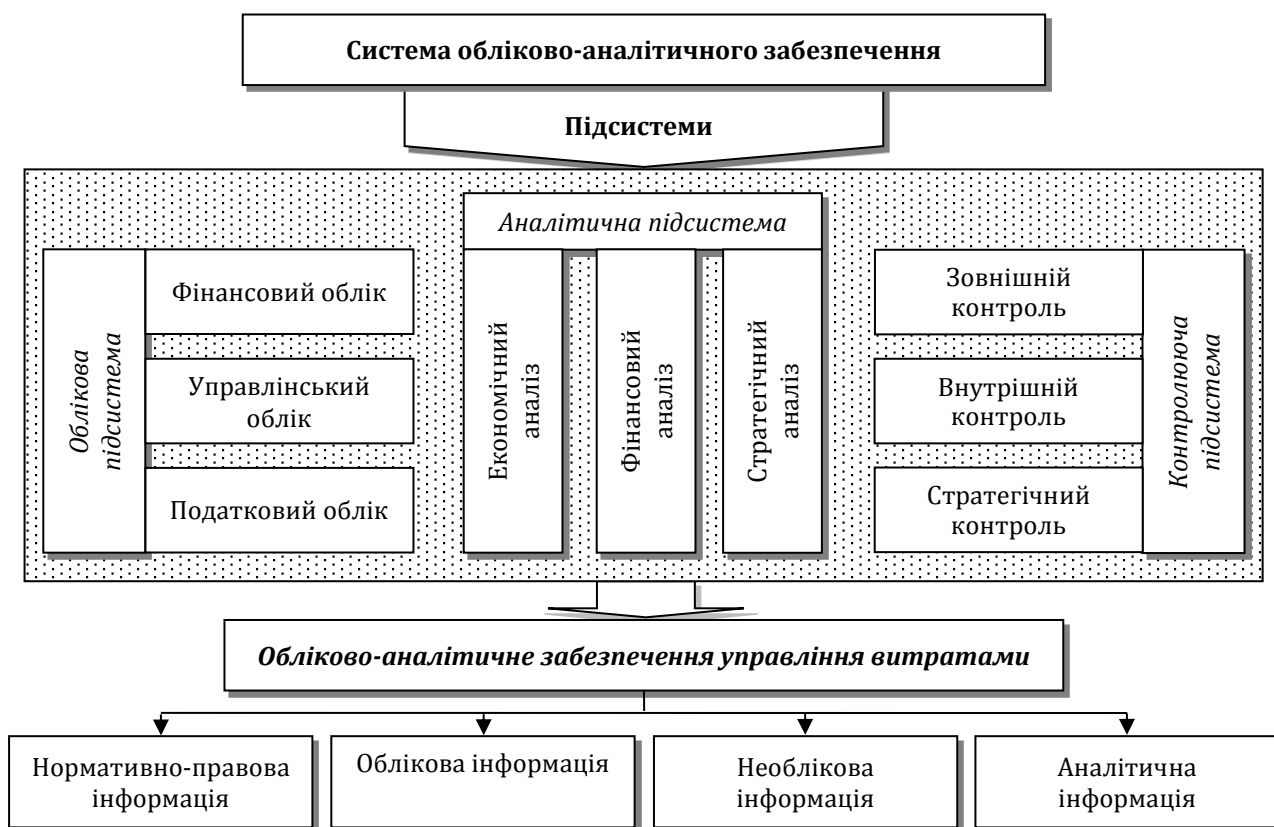 Система обліково-аналітичного забезпечення
Підсистеми
Аналітична підсистема
Облікова
підсистема
Фінансовий облік
Управлінський
облік
Податковий облік
Економічний
аналіз
Фінансовий
аналіз
Стратегічний
аналіз
Зовнішній
контроль
Внутрішній
контроль
Стратегічний
контроль
Контролююча
підсистема
Обліково-аналітичне забезпечення управління витратами
Нормативно-правова
інформація
Облікова інформація
Необлікова
інформація
Аналітична
інформація